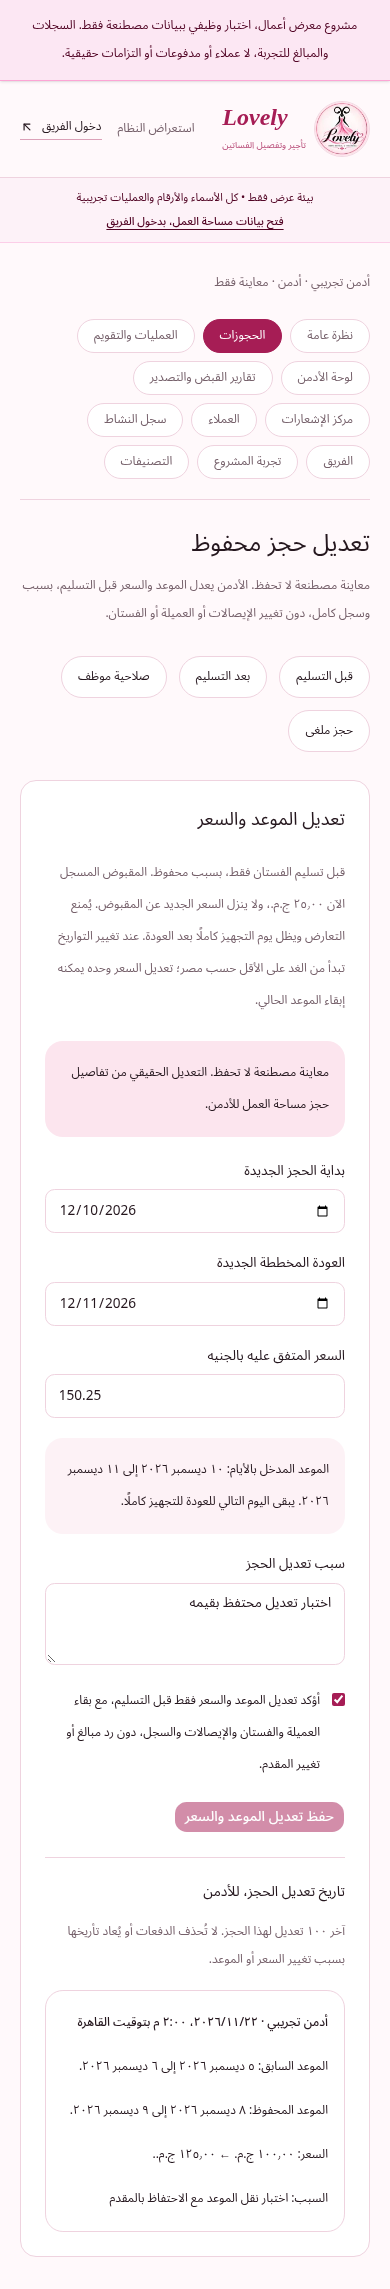 مشروع معرض أعمال، اختبار وظيفي ببيانات مصطنعة فقط. السجلات
والمبالغ للتجربة، لا عملاء أو مدفوعات أو التزامات حقيقية.
Lovely
Lovely
تأجير وتفصيل الفساتين
استعراض النظام
دخول الفريق
بيئة عرض فقط • كل الأسماء والأرقام والعمليات تجريبية
فتح بيانات مساحة العمل، بدخول الفريق
أدمن تجريبي · أدمن · معاينة فقط
نظرة عامة
الحجوزات
العمليات والتقويم
لوحة الأدمن
تقارير القبض والتصدير
مركز الإشعارات
العملاء
سجل النشاط
الفريق
تجربة المشروع
التصنيفات
تعديل حجز محفوظ
معاينة مصطنعة لا تحفظ. الأدمن يعدل الموعد والسعر قبل التسليم، بسبب
وسجل كامل، دون تغيير الإيصالات أو العميلة أو الفستان.
قبل التسليم
بعد التسليم
صلاحية موظف
حجز ملغى
تعديل الموعد والسعر
قبل تسليم الفستان فقط، بسبب محفوظ. المقبوض المسجل
الآن ٢٥٫٠٠ ج.م.، ولا ينزل السعر الجديد عن المقبوض. يُمنع
التعارض ويظل يوم التجهيز كاملًا بعد العودة. عند تغيير التواريخ
تبدأ من الغد على الأقل حسب مصر؛ تعديل السعر وحده يمكنه
إبقاء الموعد الحالي.
معاينة مصطنعة لا تحفظ. التعديل الحقيقي من تفاصيل
حجز مساحة العمل للأدمن.
بداية الحجز الجديدة
12/10/2026
العودة المخططة الجديدة
12/11/2026
السعر المتفق عليه بالجنيه
150.25
الموعد المدخل بالأيام: ١٠ ديسمبر ٢٠٢٦ إلى ١١ ديسمبر
٢٠٢٦. يبقى اليوم التالي للعودة للتجهيز كاملًا.
سبب تعديل الحجز
اختبار تعديل محتفظ بقيمه
أؤكد تعديل الموعد والسعر فقط قبل التسليم، مع بقاء
العميلة والفستان والإيصالات والسجل، دون رد مبالغ أو
تغيير المقدم.
حفظ تعديل الموعد والسعر
تاريخ تعديل الحجز، للأدمن
آخر ١٠٠ تعديل لهذا الحجز. لا تُحذف الدفعات أو يُعاد تأريخها
بسبب تغيير السعر أو الموعد.
أدمن تجريبي · ٢٠٢٦/١١/٢٢، ٢:٠٠ م بتوقيت القاهرة
الموعد السابق: ٥ ديسمبر ٢٠٢٦ إلى ٦ ديسمبر ٢٠٢٦.
الموعد المحفوظ: ٨ ديسمبر ٢٠٢٦ إلى ٩ ديسمبر ٢٠٢٦.
السعر: ١٠٠٫٠٠ ج.م. ← ١٢٥٫٠٠ ج.م..
السبب: اختبار نقل الموعد مع الاحتفاظ بالمقدم